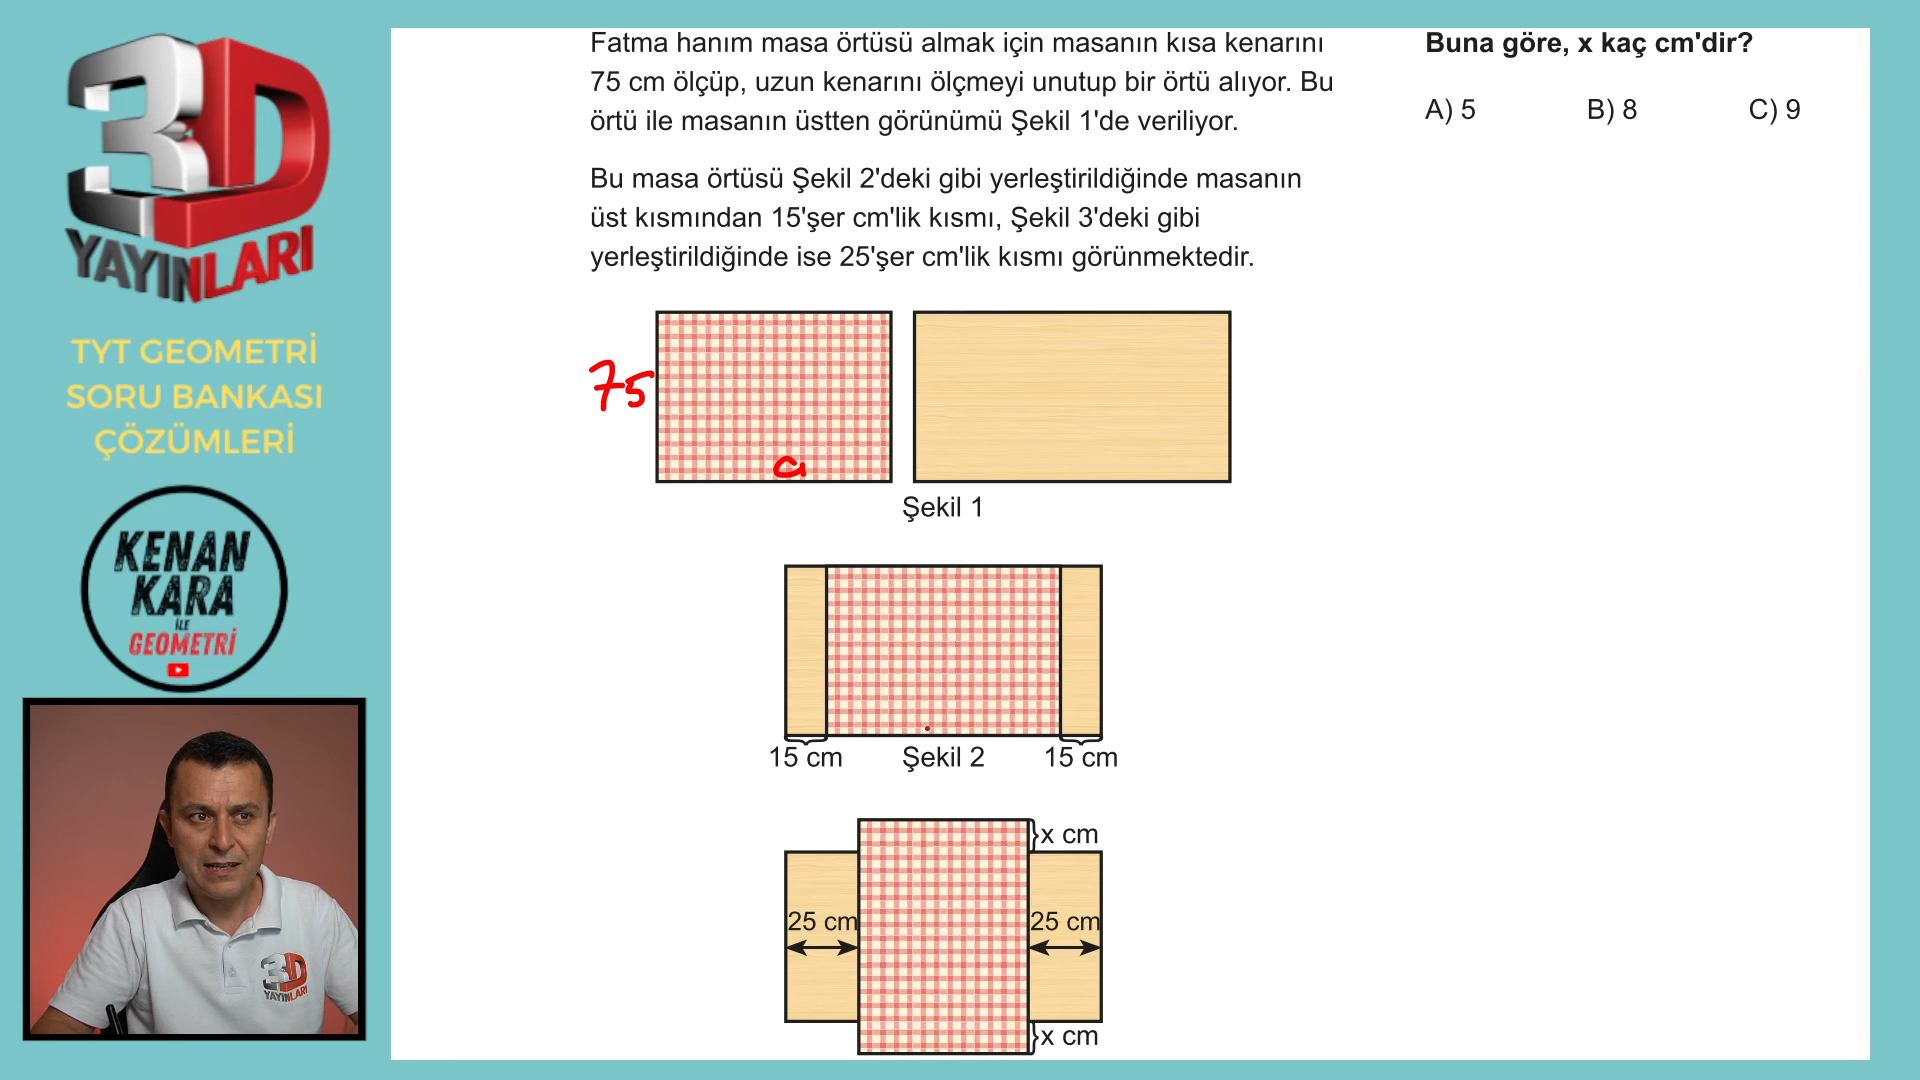 3D
YAYINLARI
TYT GEOMETRİ
SORU BANKASI
ÇÖZÜMLERİ
KENAN
KARA
İLE
GEOMETRİ
3D
YAYINLARI
Fatma hanım masa örtüsü almak için masanın kısa kenarını
75 cm ölçüp, uzun kenarını ölçmeyi unutup bir örtü alıyor. Bu
örtü ile masanın üstten görünümü Şekil 1'de veriliyor.
Bu masa örtüsü Şekil 2'deki gibi yerleştirildiğinde masanın
üst kısmından 15'şer cm'lik kısmı, Şekil 3'deki gibi
yerleştirildiğinde ise 25'şer cm'lik kısmı görünmektedir.
75
a
Şekil 1
15 cm Şekil 2 15 cm
x cm
25 cm 25 cm
x cm
Buna göre, x kaç cm'dir?
A) 5 B) 8 C) 9